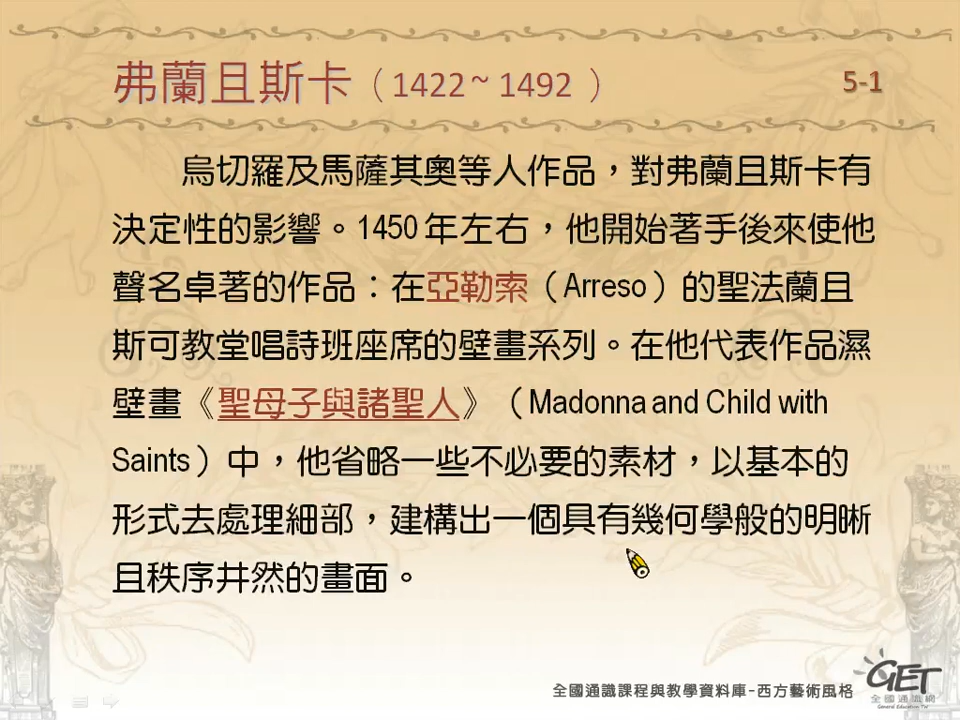 弗蘭且斯卡（1422 ~ 1492 ）
5-1
烏切羅及馬薩其奧等人作品，對弗蘭且斯卡有
決定性的影響。1450 年左右，他開始著手後來使他
聲名卓著的作品：在亞勒索（Arreso）的聖法蘭且
斯可教堂唱詩班座席的壁畫系列。在他代表作品濕
壁畫《聖母子與諸聖人》（Madonna and Child with
Saints）中，他省略一些不必要的素材，以基本的
形式去處理細部，建構出一個具有幾何學般的明晰
且秩序井然的畫面。
全國通識課程與教學資料庫-西方藝術風格
GET
全國通識網
General Education Tw